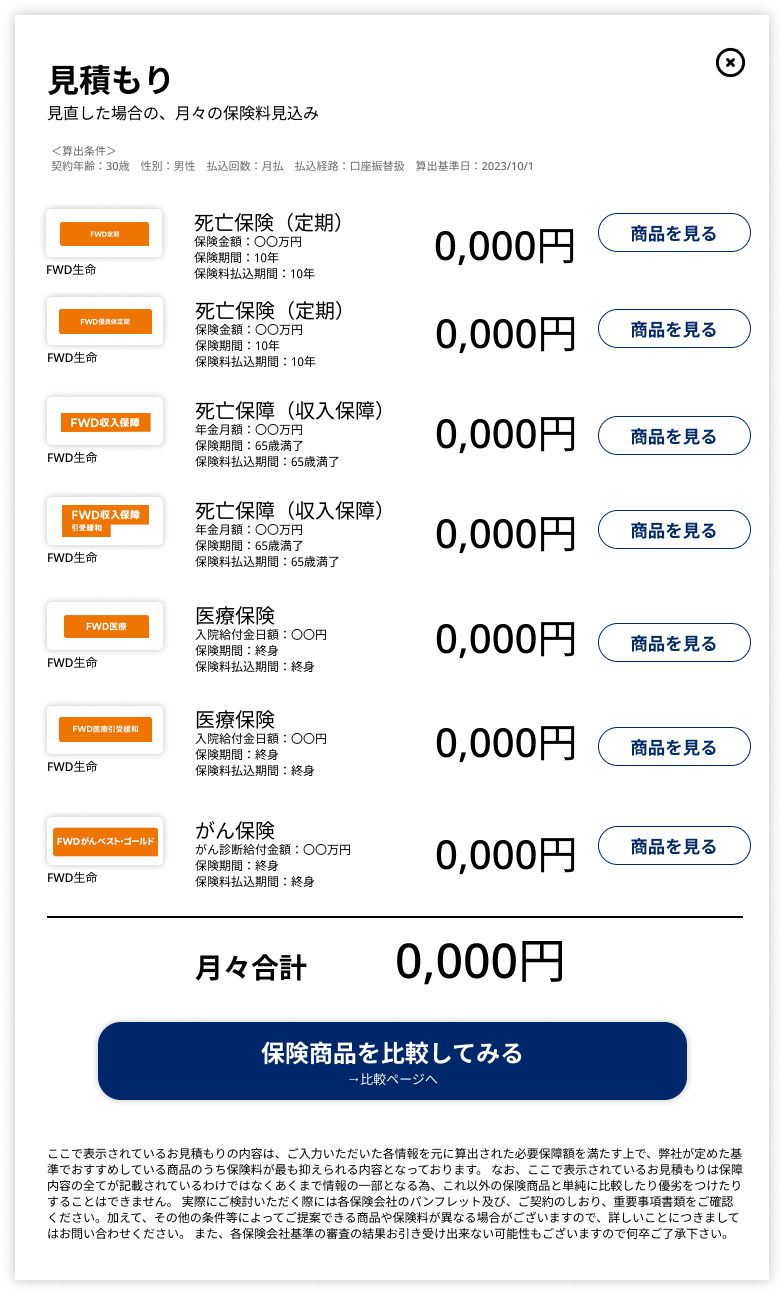 見積もり
見直した場合の、月々の保険料見込み
＜算出条件＞
契約年齢：30歳　性別：男性　払込回数：月払　払込経路：口座振替扱　算出基準日：2023/10/1
FWD定期
FWD生命
死亡保険（定期）
保険金額：〇〇万円
保険期間：10年
保険料払込期間：10年
0,000円
商品を見る
FWD優良体定期
FWD生命
死亡保険（定期）
保険金額：〇〇万円
保険期間：10年
保険料払込期間：10年
0,000円
商品を見る
FWD収入保障
FWD生命
死亡保障（収入保障）
年金月額：〇〇万円
保険期間：65歳満了
保険料払込期間：65歳満了
0,000円
商品を見る
FWD収入保障
引受緩和
FWD生命
死亡保障（収入保障）
年金月額：〇〇万円
保険期間：65歳満了
保険料払込期間：65歳満了
0,000円
商品を見る
FWD医療
FWD生命
医療保険
入院給付金日額：〇〇円
保険期間：終身
保険料払込期間：終身
0,000円
商品を見る
FWD医療引受緩和
FWD生命
医療保険
入院給付金日額：〇〇円
保険期間：終身
保険料払込期間：終身
0,000円
商品を見る
FWDがんベスト・ゴールド
FWD生命
がん保険
がん診断給付金額：〇〇万円
保険期間：終身
保険料払込期間：終身
0,000円
商品を見る
月々合計
0,000円
保険商品を比較してみる
→比較ページへ
ここで表示されているお見積もりの内容は、ご入力いただいた各情報を元に算出された必要保障額を満たす上で、弊社が定めた基
準でおすすめしている商品のうち保険料が最も抑えられる内容となっております。 なお、ここで表示されているお見積もりは保障
内容の全てが記載されているわけではなくあくまで情報の一部となる為、これ以外の保険商品と単純に比較したり優劣をつけたり
することはできません。 実際にご検討いただく際には各保険会社のパンフレット及び、ご契約のしおり、重要事項書類をご確認
ください。加えて、その他の条件等によってご提案できる商品や保険料が異なる場合がございますので、詳しいことにつきまして
はお問い合わせください。 また、各保険会社基準の審査の結果お引き受け出来ない可能性もございますので何卒ご了承下さい。